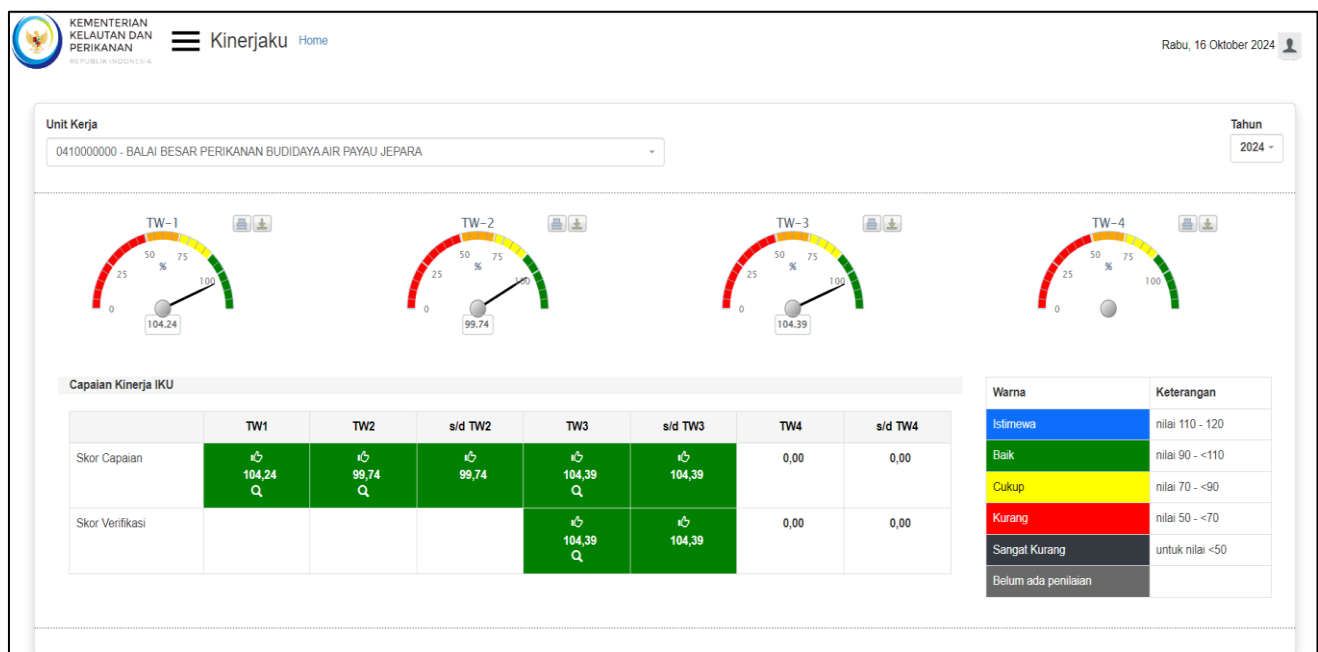 KEMENTERIAN
KELAUTAN DAN
PERIKANAN
REPUBLIK INDONESIA
Kinerjaku Home
Rabu, 16 Oktober 2024
Unit Kerja
Tahun
0410000000 - BALAI BESAR PERIKANAN BUDIDAYA AIR PAYAU JEPARA
2024
TW-1
0 25 50 75 100
%
104.24
TW-2
0 25 50 75 100
%
99.74
TW-3
0 25 50 75 100
%
104.39
TW-4
0 25 50 75 100
%
Capaian Kinerja IKU
TW1 TW2 s/d TW2 TW3 s/d TW3 TW4 s/d TW4
Skor Capaian 104,24 99,74 99,74 104,39 104,39 0,00 0,00
Skor Verifikasi 104,39 104,39 0,00 0,00
Warna Keterangan
Istimewa nilai 110 - 120
Baik nilai 90 - <110
Cukup nilai 70 - <90
Kurang nilai 50 - <70
Sangat Kurang untuk nilai <50
Belum ada penilaian